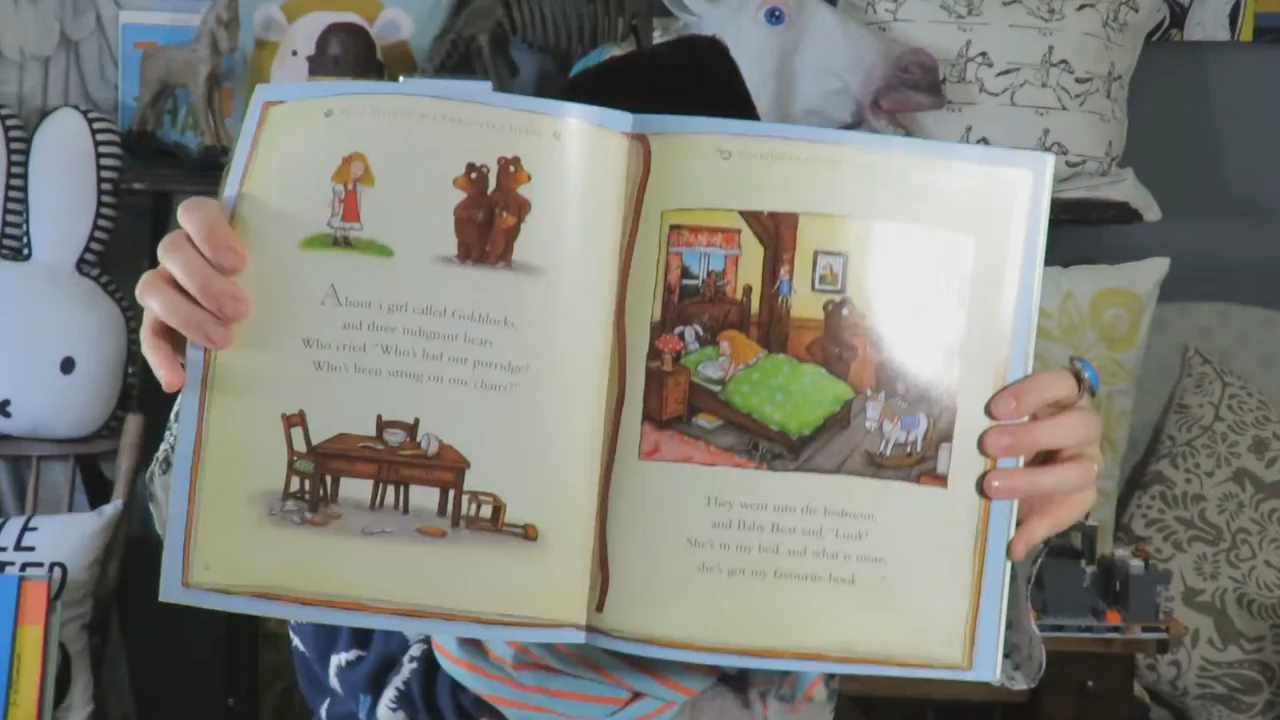 About a girl called Goldilocks,
and three indignant bears
Who cried, "Who's had our porridge?
Who's been sitting on our chairs?"
They went into the bedroom,
and Baby Bear said, "Look!
She's in my bed, and what is more,
she's got my favourite book . . . ."